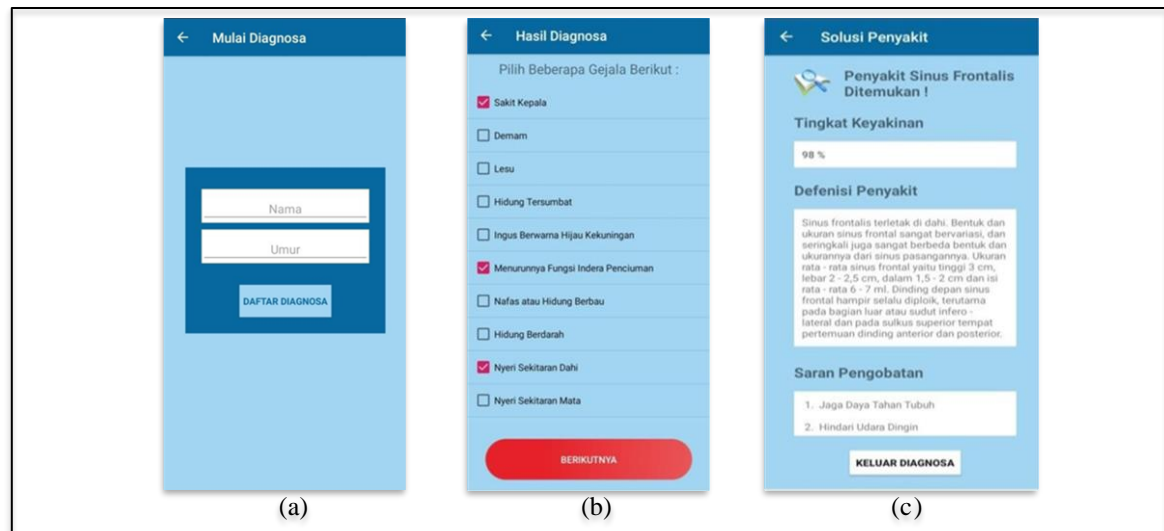 Mulai Diagnosa
Nama
Umur
DAFTAR DIAGNOSA
(a)
Hasil Diagnosa
Pilih Beberapa Gejala Berikut :
Sakit Kepala
Demam
Lesu
Hidung Tersumbat
Ingus Berwarna Hijau Kekuningan
Menurunnya Fungsi Indera Penciuman
Nafas atau Hidung Berbau
Hidung Berdarah
Nyeri Sekitaran Dahi
Nyeri Sekitaran Mata
BERIKUTNYA
(b)
Solusi Penyakit
Penyakit Sinus Frontalis
Ditemukan !
Tingkat Keyakinan
98 %
Defenisi Penyakit
Sinus frontalis terletak di dahi. Bentuk dan
ukuran sinus frontal sangat bervariasi, dan
seringkali juga sangat berbeda bentuk dan
ukurannya dari sinus pasangannya. Ukuran
rata - rata sinus frontal yaitu tinggi 3 cm,
lebar 2 - 2,5 cm, dalam 1,5 - 2 cm dan isi
rata - rata 6 - 7 ml. Dinding depan sinus
frontal hampir selalu diploik, terutama
pada bagian luar atau sudut infero -
lateral dan pada sulkus superior tempat
pertemuan dinding anterior dan posterior.
Saran Pengobatan
1. Jaga Daya Tahan Tubuh
2. Hindari Udara Dingin
KELUAR DIAGNOSA
(c)